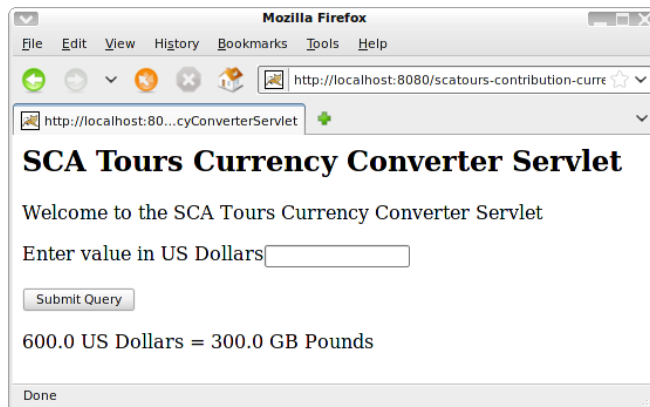 Mozilla Firefox
File Edit View History Bookmarks Tools Help
http://localhost:8080/scatours-contribution-curre
http://localhost:80...cyConverterServlet
SCA Tours Currency Converter Servlet
Welcome to the SCA Tours Currency Converter Servlet
Enter value in US Dollars
Submit Query
600.0 US Dollars = 300.0 GB Pounds
Done